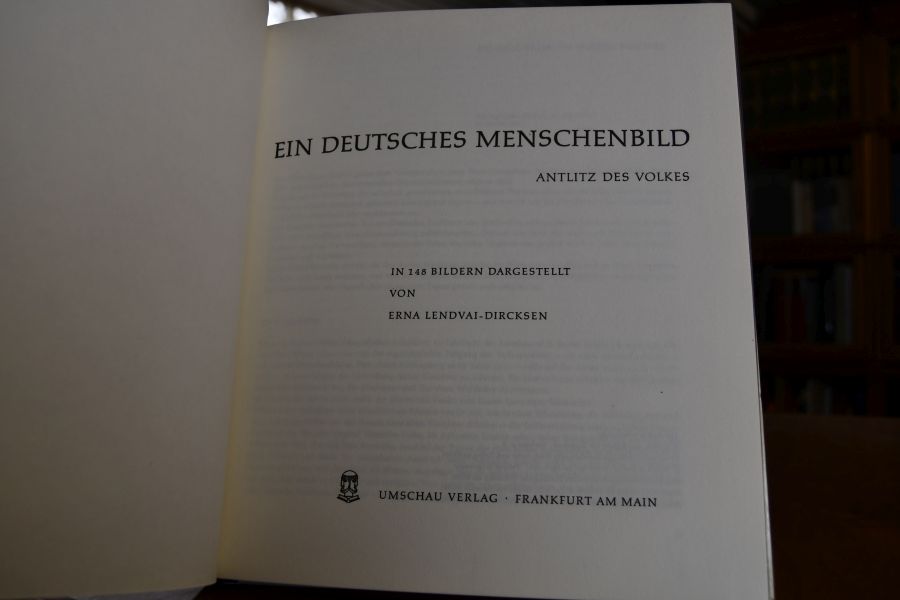 EIN DEUTSCHES MENSCHENBILD
ANTLITZ DES VOLKES
IN 148 BILDERN DARGESTELLT
VON
ERNA LENDVAI-DIRCKSEN
UMSCHAU VERLAG · FRANKFURT AM MAIN